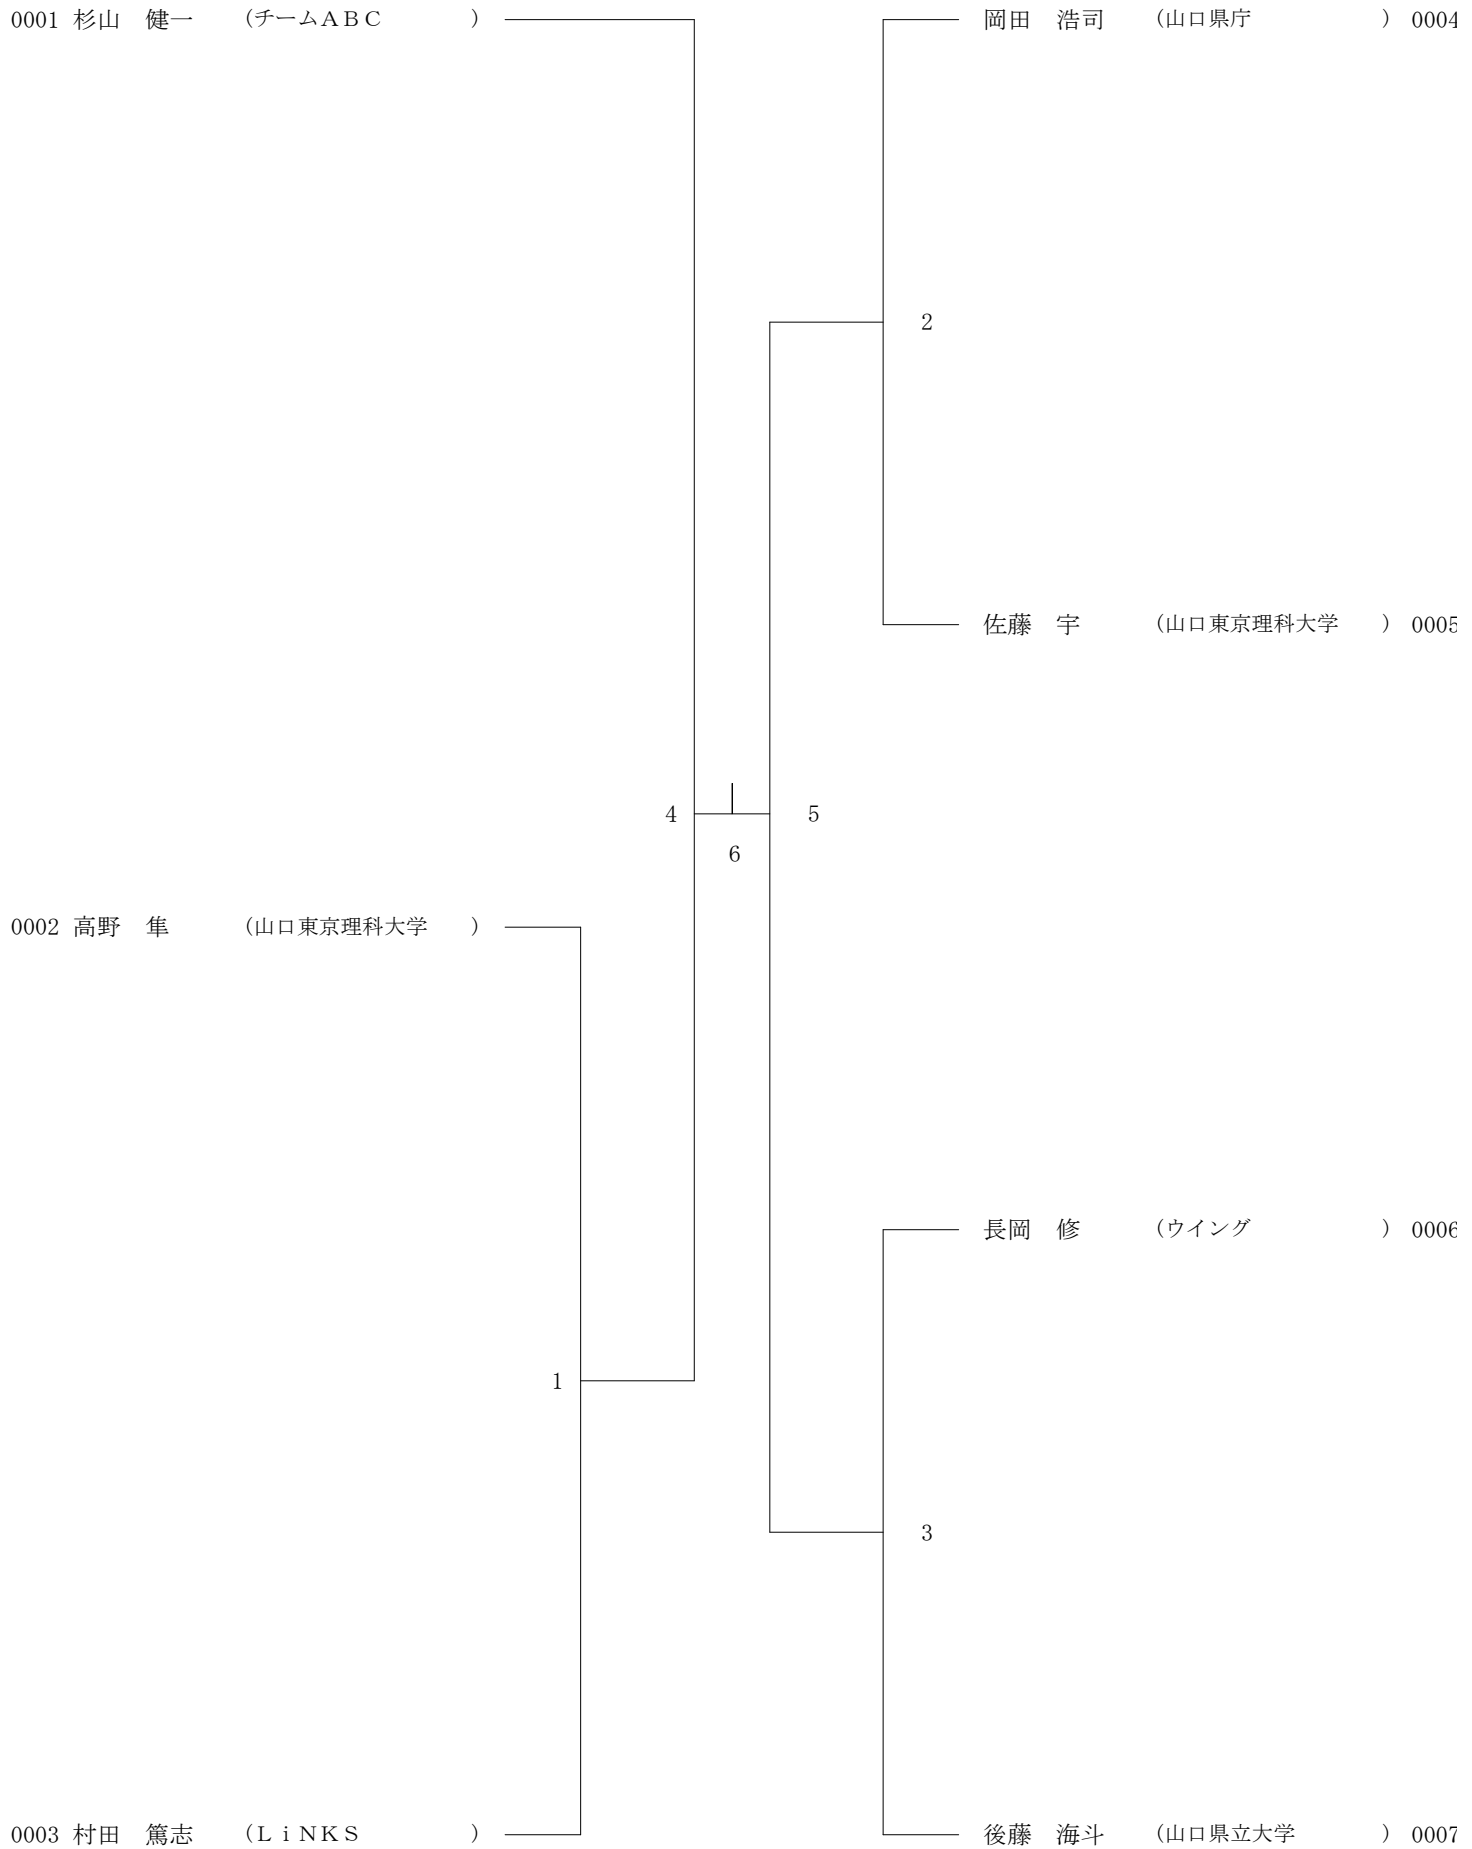 0001 杉山　健一　（チームＡＢＣ　　　　）
岡田　浩司　（山口県庁　　　　　　） 0004
2
佐藤　宇　　（山口東京理科大学　　） 0005
4
5
6
0002 高野　隼　　（山口東京理科大学　　）
長岡　修　　（ウイング　　　　　　） 0006
1
3
0003 村田　篤志　（ＬｉＮＫＳ　　　　　）
後藤　海斗　（山口県立大学　　　　） 0007